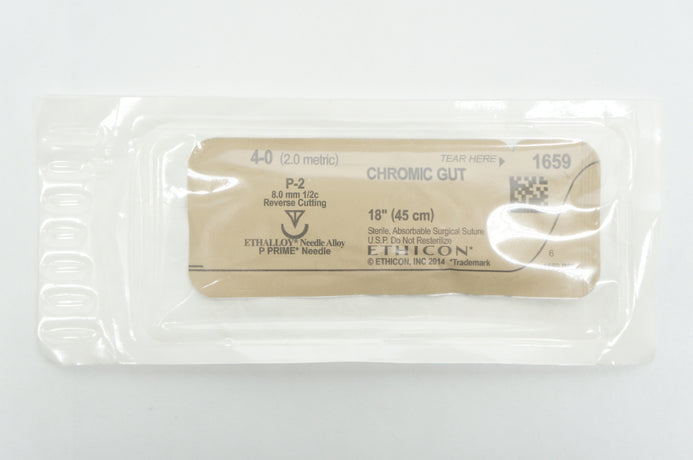 4-0 (2.0 metric)
TEAR HERE
1659
CHROMIC GUT
P-2
8.0 mm 1/2c
Reverse Cutting
ETHALLOY* Needle Alloy
P PRIME* Needle
18" (45 cm)
Sterile, Absorbable Surgical Suture
U.S.P. Do Not Resterilize
ETHICON*
© ETHICON, INC 2014 *Trademark
6